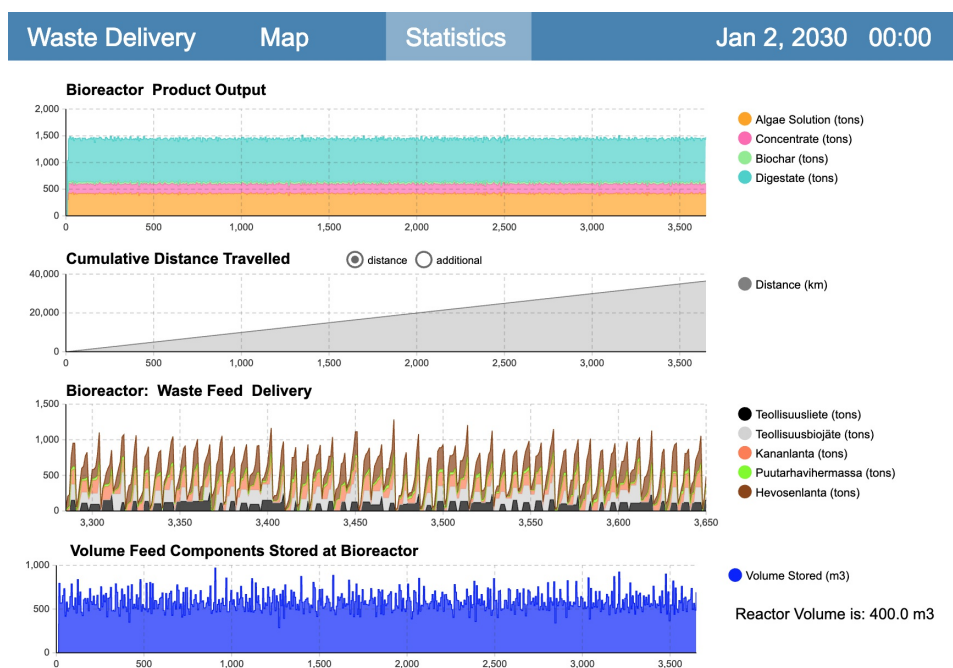 Waste Delivery Map Statistics Jan 2, 2030 00:00
Bioreactor Product Output
2,000
1,500
1,000
500
0
0 500 1,000 1,500 2,000 2,500 3,000 3,500
Algae Solution (tons)
Concentrate (tons)
Biochar (tons)
Digestate (tons)
Cumulative Distance Travelled distance additional
40,000
20,000
0
0 500 1,000 1,500 2,000 2,500 3,000 3,500
Distance (km)
Bioreactor: Waste Feed Delivery
1,500
1,000
500
0
3,300 3,350 3,400 3,450 3,500 3,550 3,600 3,650
Teollisuusliete (tons)
Teollisuusbiojäte (tons)
Kananlanta (tons)
Puutarhavihermassa (tons)
Hevosenlanta (tons)
Volume Feed Components Stored at Bioreactor
1,000
500
0
0 500 1,000 1,500 2,000 2,500 3,000 3,500
Volume Stored (m3)
Reactor Volume is: 400.0 m3